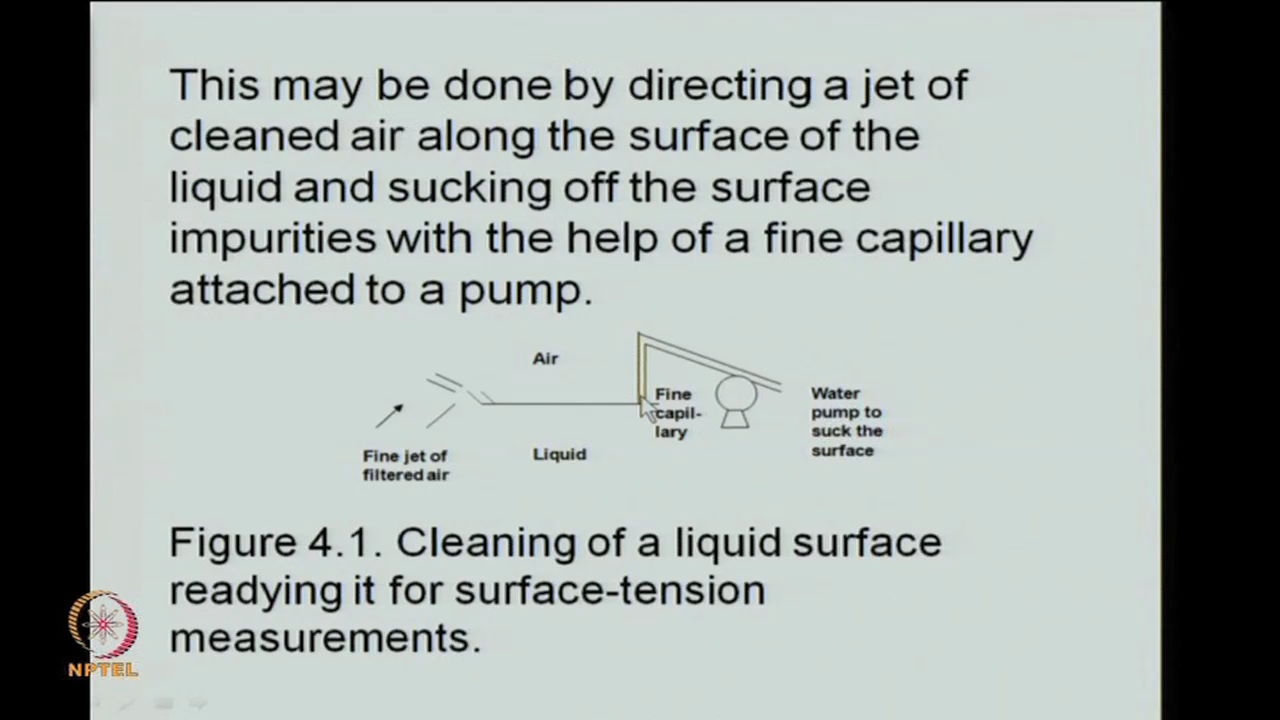 This may be done by directing a jet of
cleaned air along the surface of the
liquid and sucking off the surface
impurities with the help of a fine capillary
attached to a pump.
Air
Fine
capil-
lary
Water
pump to
suck the
surface
Fine jet of
filtered air
Liquid
Figure 4.1. Cleaning of a liquid surface
readying it for surface-tension
measurements.
NPTEL